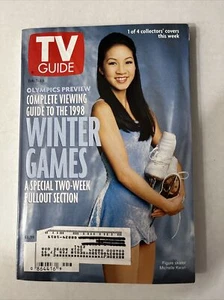 1 of 4 collectors' covers
this week
TV
GUIDE
OLYMPICS PREVIEW
COMPLETE VIEWING
GUIDE TO THE 1998
WINTER
GAMES
A SPECIAL TWO-WEEK
PULLOUT SECTION
Figure skater
Michelle Kwan